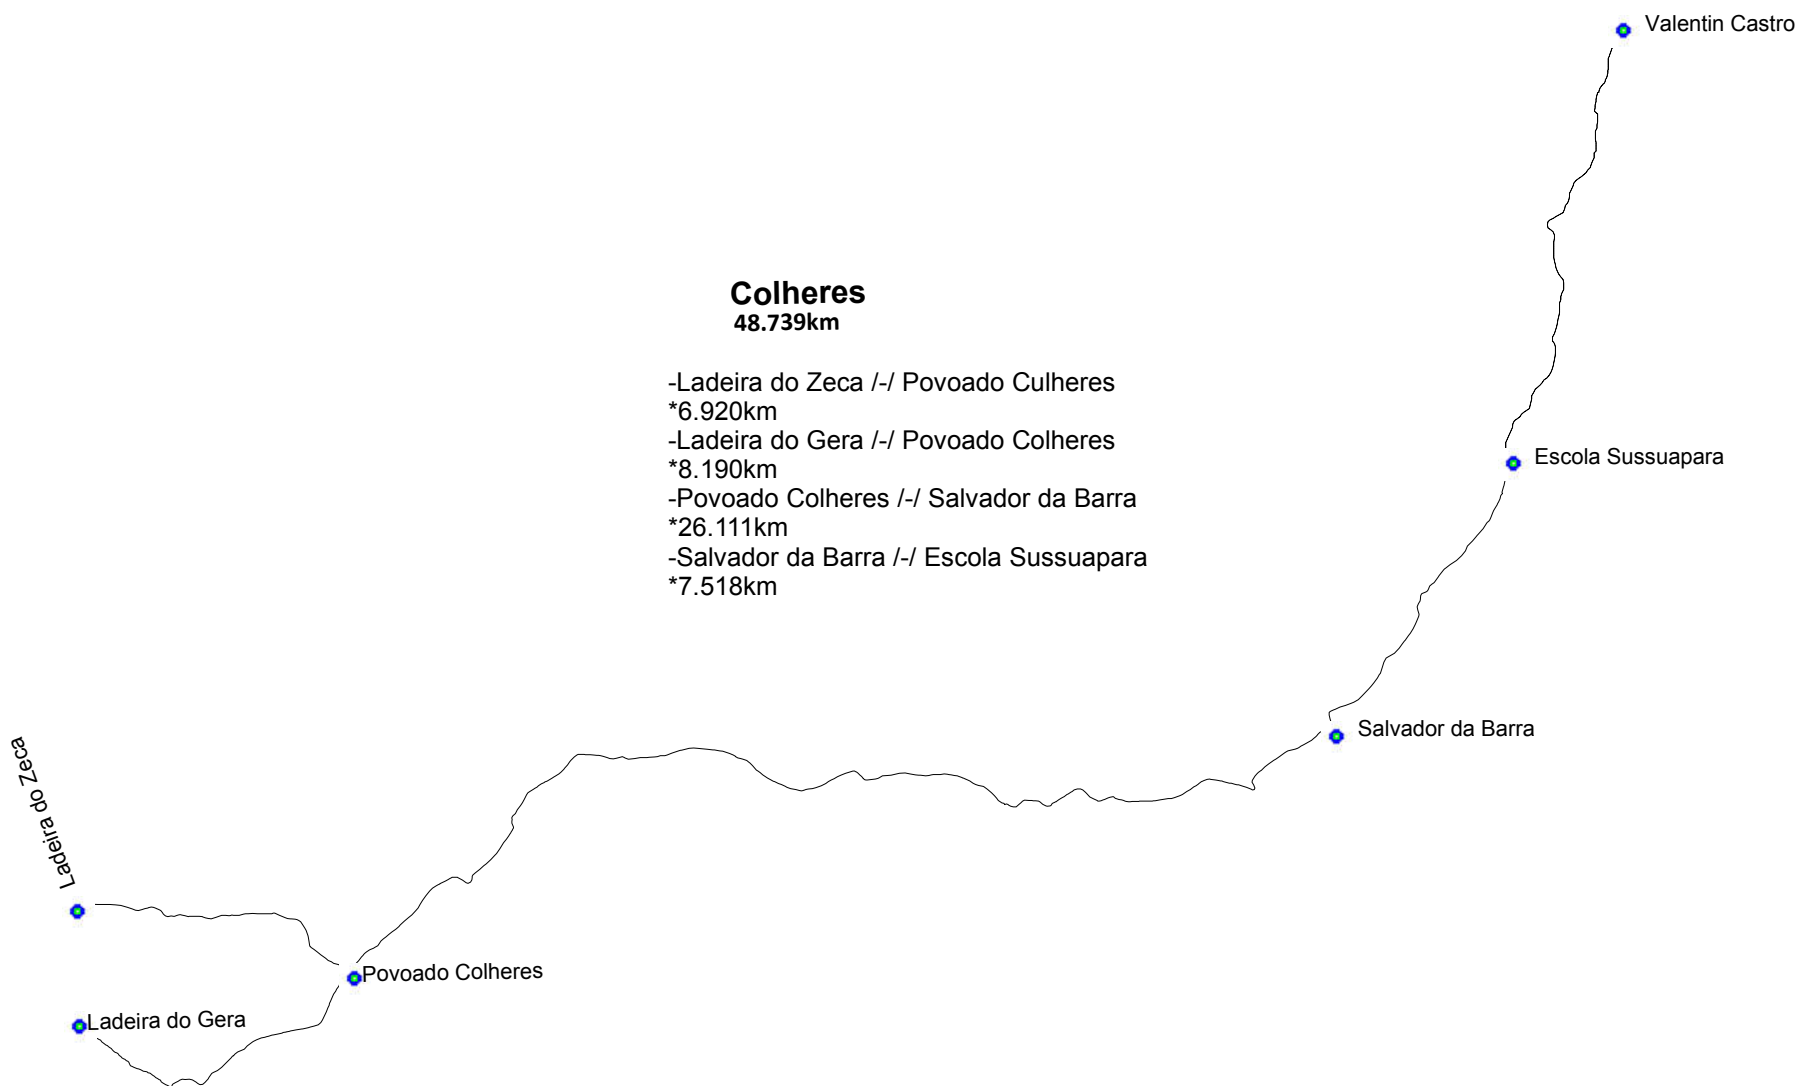 Valentin Castro
Colheres
48.739km
-Ladeira do Zeca /-/ Povoado Culheres
*6.920km
-Ladeira do Gera /-/ Povoado Colheres
*8.190km
-Povoado Colheres /-/ Salvador da Barra
*26.111km
-Salvador da Barra /-/ Escola Sussuapara
*7.518km
Escola Sussuapara
Salvador da Barra
Ladeira do Zeca
Povoado Colheres
Ladeira do Gera